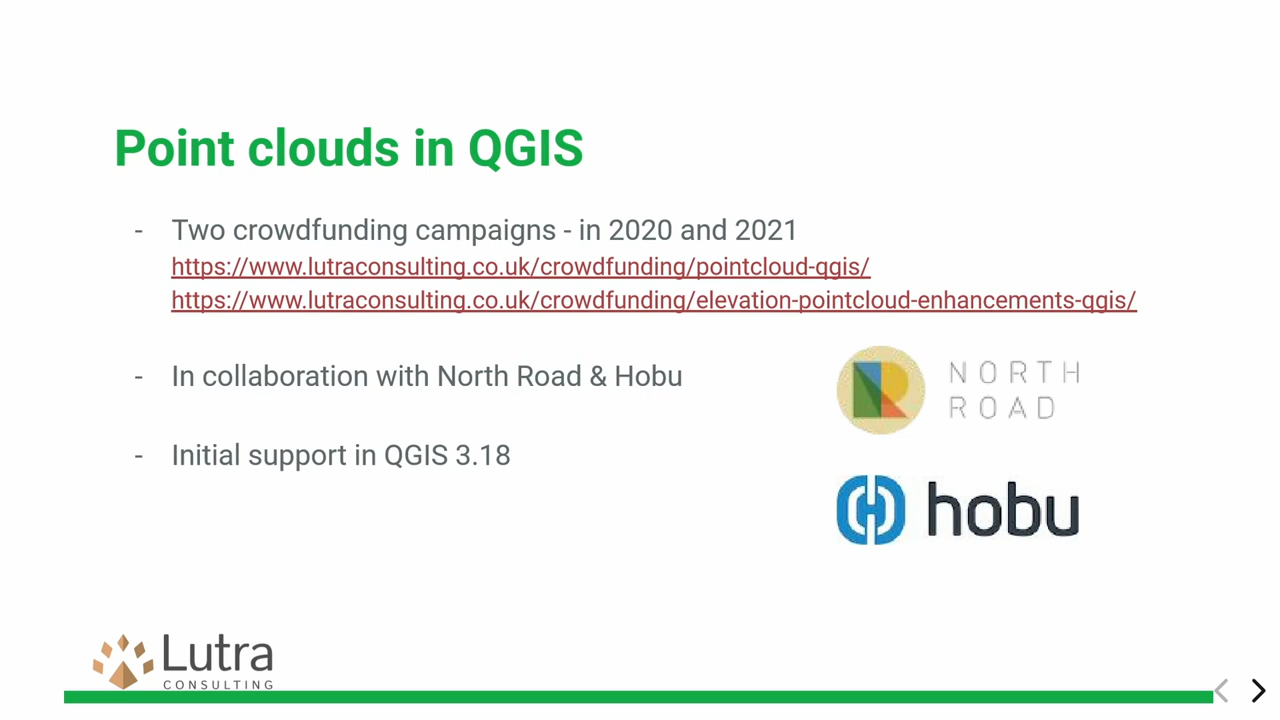 Point clouds in QGIS
- Two crowdfunding campaigns - in 2020 and 2021
https://www.lutraconsulting.co.uk/crowdfunding/pointcloud-qgis/
https://www.lutraconsulting.co.uk/crowdfunding/elevation-pointcloud-enhancements-qgis/
- In collaboration with North Road & Hobu
NORTH
ROAD
- Initial support in QGIS 3.18
hobu
Lutra
CONSULTING